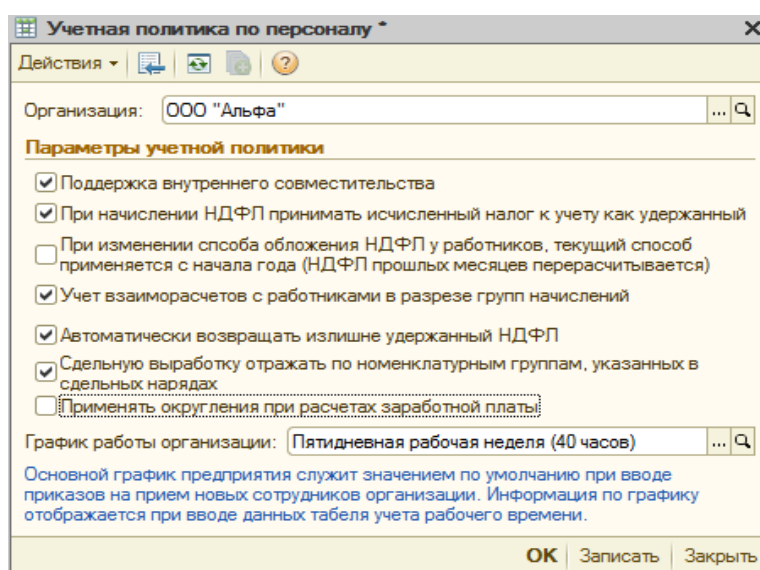 Учетная политика по персоналу *
Действия
Организация: ООО "Альфа" ...
Параметры учетной политики
Поддержка внутреннего совместительства
При начислении НДФЛ принимать исчисленный налог к учету как удержанный
При изменении спсоба обложения НДФЛ у работников, текущий способ
применяется с начала года (НДФЛ прошлых месяцев перерасчитывается)
Учет взаиморасчетов с работниками в разрезе групп начислений
Автоматически возвращать излишне удержанный НДФЛ
Сдельную выработку отражать по номенклатурным группам, указанных в
сдельных нарядах
Применять округления при расчетах заработной платы
График работы организации: Пятидневная рабочая неделя (40 часов) ...
Основной график предприятия служит значением по умолчанию при вводе
приказов на прием новых сотрудников организации. Информация по графику
отображается при вводе данных табеля учета рабочего времени.
ОК Записать Закрыть